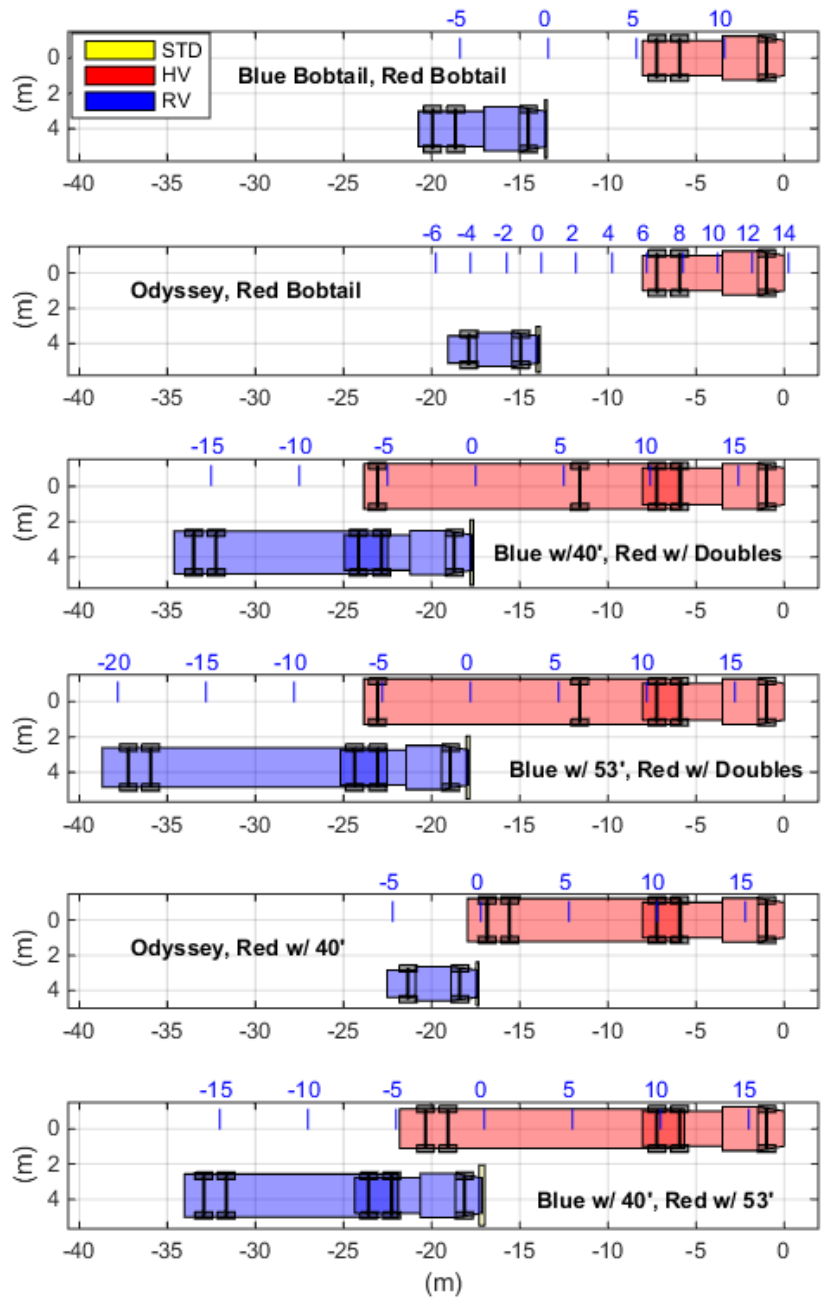 -5 0 5 10
STD
HV
RV
Blue Bobtail, Red Bobtail
0
2
4
(m)
-40 -35 -30 -25 -20 -15 -10 -5 0
-6 -4 -2 0 2 4 6 8 10 12 14
Odyssey, Red Bobtail
0
2
4
(m)
-40 -35 -30 -25 -20 -15 -10 -5 0
-15 -10 -5 0 5 10 15
0
2
4
(m)
Blue w/40', Red w/ Doubles
-40 -35 -30 -25 -20 -15 -10 -5 0
-20 -15 -10 -5 0 5 10 15
0
2
4
(m)
Blue w/ 53', Red w/ Doubles
-40 -35 -30 -25 -20 -15 -10 -5 0
-5 0 5 10 15
0
2
4
(m)
Odyssey, Red w/ 40'
-40 -35 -30 -25 -20 -15 -10 -5 0
-15 -10 -5 0 5 10 15
0
2
4
(m)
Blue w/ 40', Red w/ 53'
-40 -35 -30 -25 -20 -15 -10 -5 0
(m)